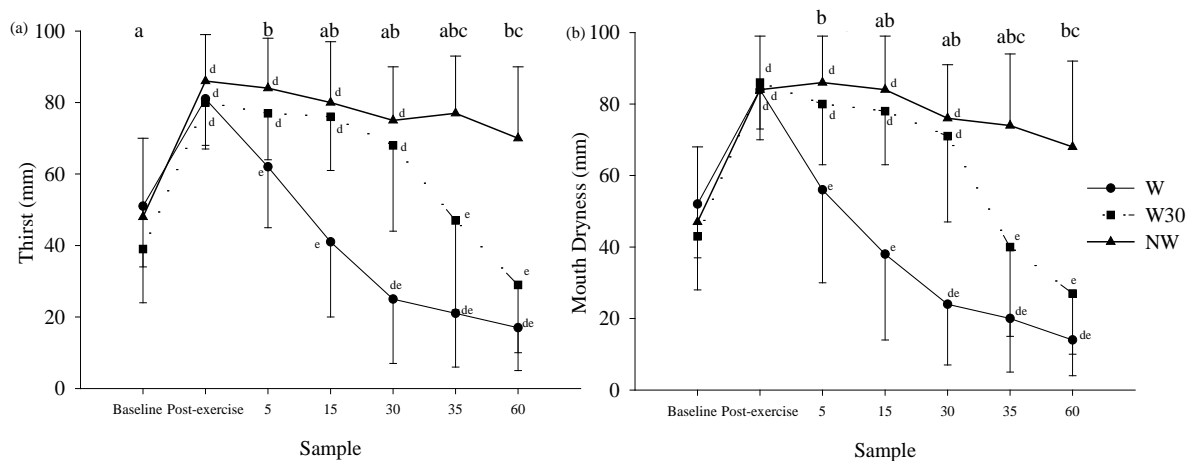 (a)
a b ab ab abc bc
100
80
60
40
20
0
Thirst (mm)
d
d
d
d
d
d
d
d
d
e
e
de
e
de
e
de
Baseline Post-exercise 5 15 30 35 60
Sample
(b)
b ab ab abc bc
100
80
60
40
20
0
Mouth Dryness (mm)
d
d
d
d
d
d
d
d
d
e
e
de
e
de
e
de
Baseline Post-exercise 5 15 30 35 60
Sample
W
W30
NW